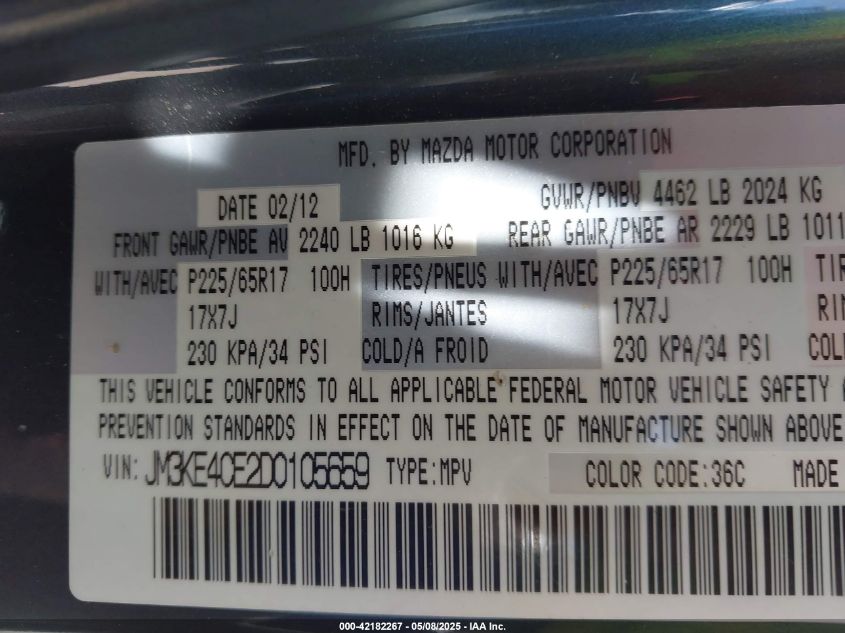 MFD. BY MAZDA MOTOR CORPORATION
DATE 02/12 GVWR/PNBV 4462 LB 2024 KG
FRONT GAWR/PNBE AV 2240 LB 1016 KG REAR GAWR/PNBE AR 2229 LB 1011
WITH/AVEC P225/65R17 100H TIRES/PNEUS WITH/AVEC P225/65R17 100H TIR
17X7J RIMS/JANTES 17X7J RIM
230 KPA/34 PSI COLD/A FROID 230 KPA/34 PSI COL
THIS VEHICLE CONFORMS TO ALL APPLICABLE FEDERAL MOTOR VEHICLE SAFETY
PREVENTION STANDARDS IN EFFECT ON THE DATE OF MANUFACTURE SHOWN ABOVE
VIN: JM3KE4CE2D0105659 TYPE:MPV COLOR CODE:36C MADE
000-42182267 - 05/08/2025 - IAA Inc.